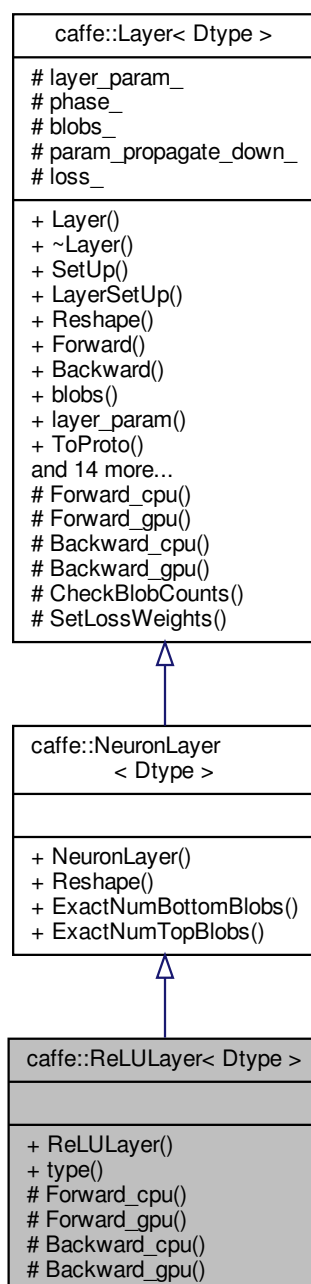 caffe::Layer< Dtype >
# layer_param_
# phase_
# blobs_
# param_propagate_down_
# loss_
+ Layer()
+ ~Layer()
+ SetUp()
+ LayerSetUp()
+ Reshape()
+ Forward()
+ Backward()
+ blobs()
+ layer_param()
+ ToProto()
and 14 more...
# Forward_cpu()
# Forward_gpu()
# Backward_cpu()
# Backward_gpu()
# CheckBlobCounts()
# SetLossWeights()
caffe::NeuronLayer
< Dtype >
+ NeuronLayer()
+ Reshape()
+ ExactNumBottomBlobs()
+ ExactNumTopBlobs()
caffe::ReLULayer< Dtype >
+ ReLULayer()
+ type()
# Forward_cpu()
# Forward_gpu()
# Backward_cpu()
# Backward_gpu()